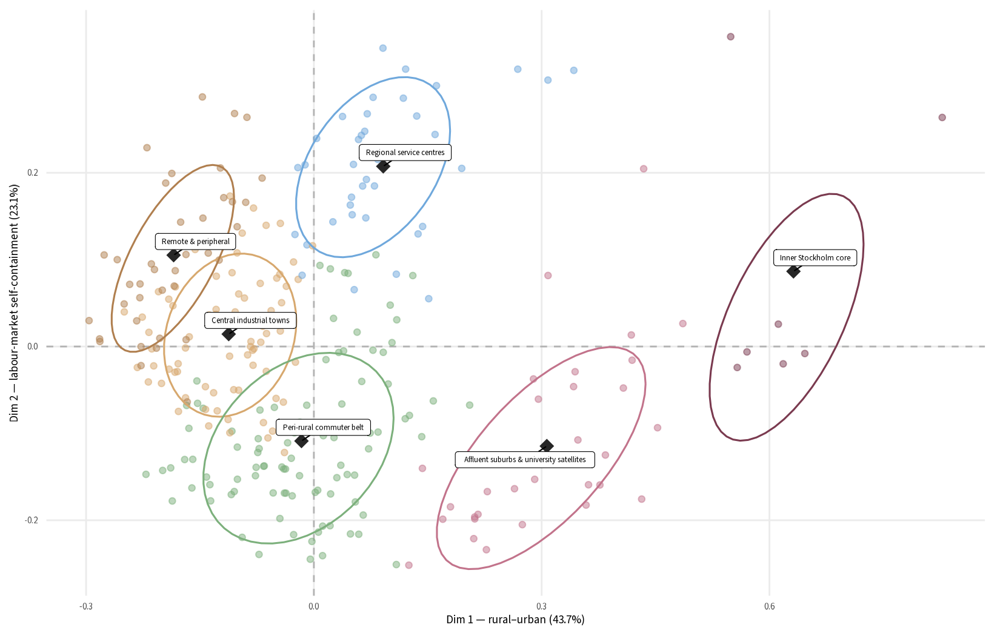 Regional service centres
Remote & peripheral
Inner Stockholm core
Central industrial towns
Peri-rural commuter belt
Affluent suburbs & university satellites
0.2
0.0
-0.2
-0.3
0.0
0.3
0.6
Dim 1 — rural–urban (43.7%)
Dim 2 — labour-market self-containment (23.1%)